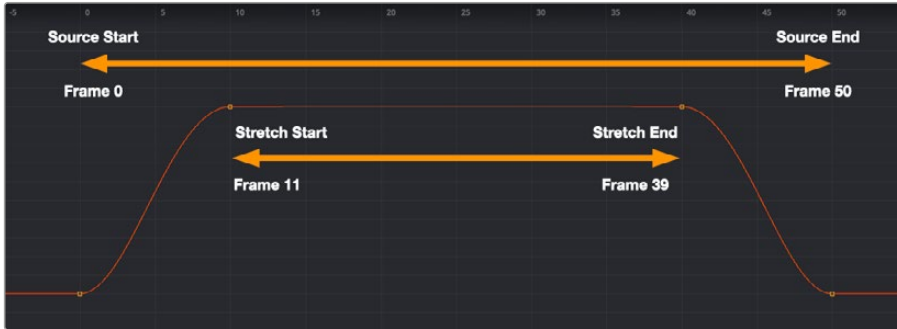 -5 0 5 10 15 20 25 30 35 40 45 50
Source Start Source End
Frame 0 Frame 50
Stretch Start Stretch End
Frame 11 Frame 39